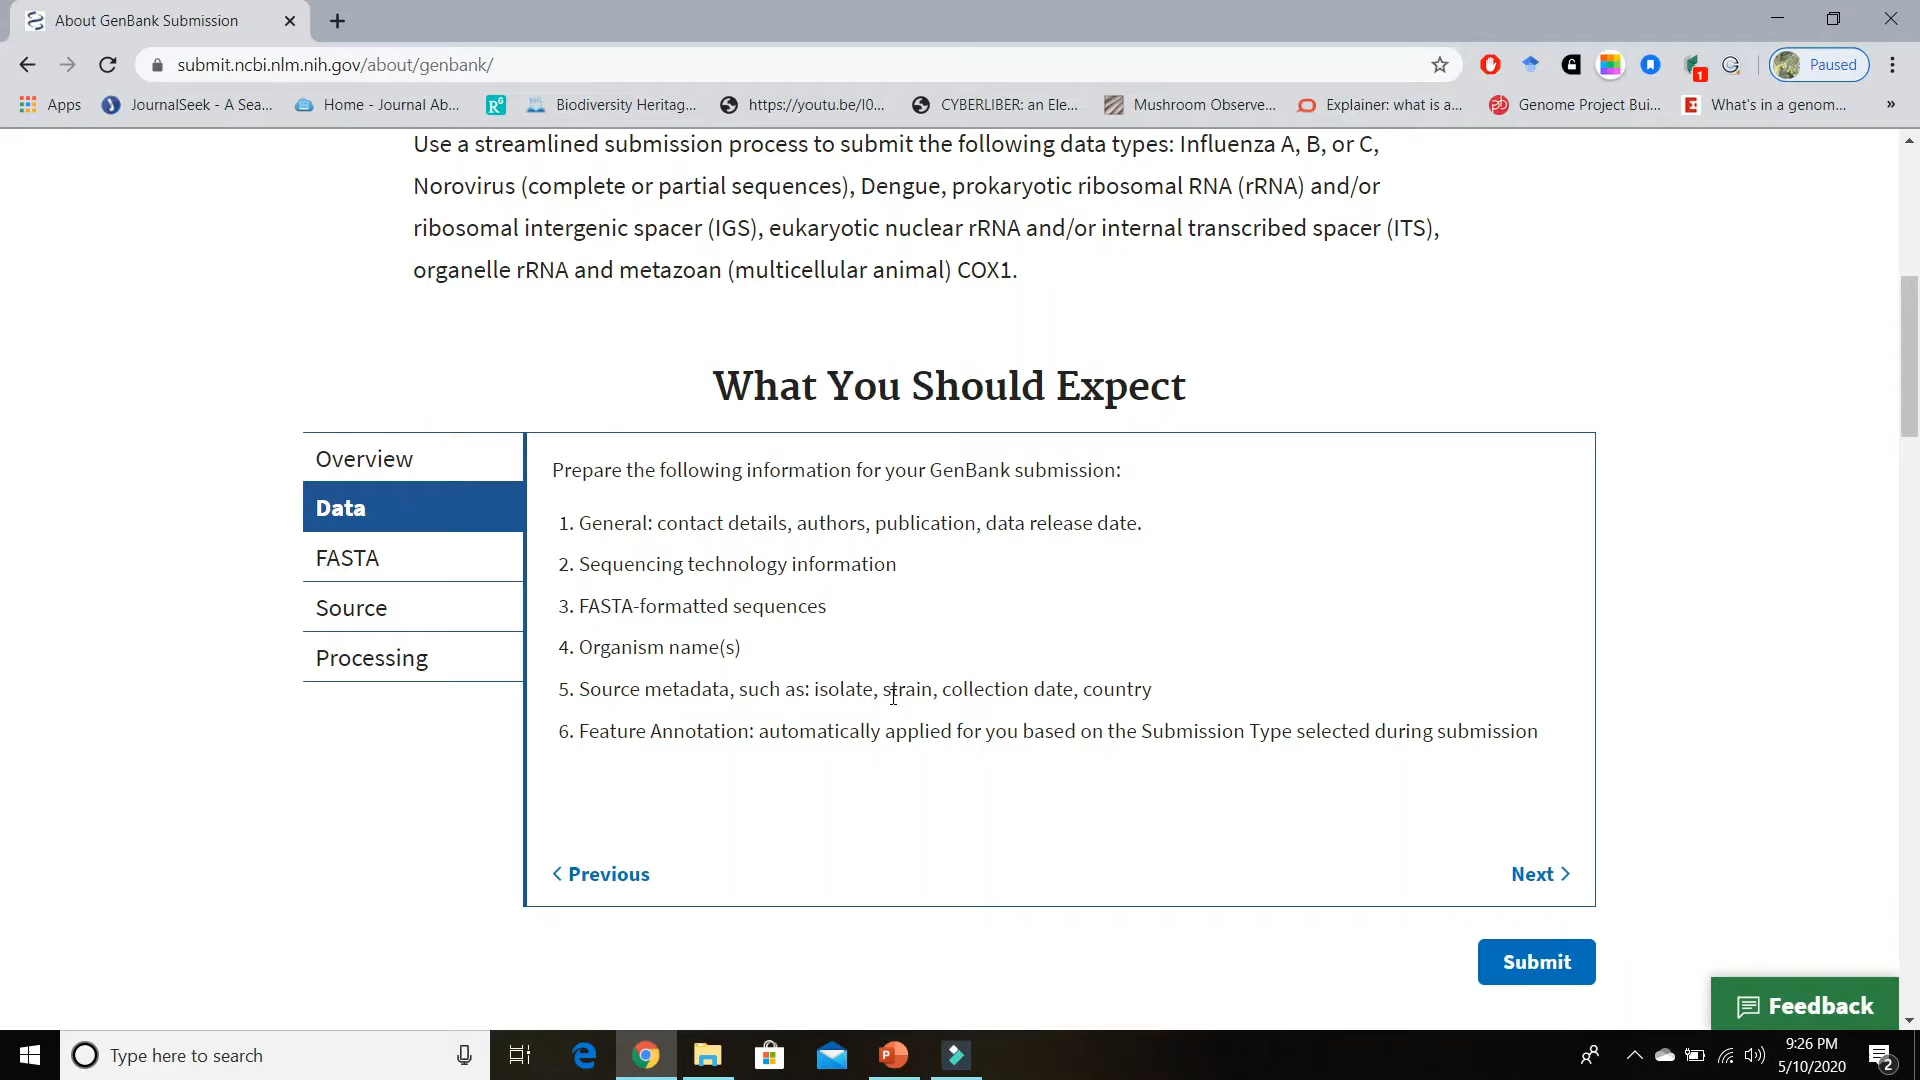 About GenBank Submission
submit.ncbi.nlm.nih.gov/about/genbank/
Paused
Apps
JournalSeek - A Sea...
Home - Journal Ab...
Biodiversity Heritag...
https://youtu.be/I0...
CYBERLIBER: an Ele...
Mushroom Observe...
Explainer: what is a...
Genome Project Bui...
What's in a genom...
»
Use a streamlined submission process to submit the following data types: Influenza A, B, or C,
Norovirus (complete or partial sequences), Dengue, prokaryotic ribosomal RNA (rRNA) and/or
ribosomal intergenic spacer (IGS), eukaryotic nuclear rRNA and/or internal transcribed spacer (ITS),
organelle rRNA and metazoan (multicellular animal) COX1.
What You Should Expect
Overview
Data
FASTA
Source
Processing
Prepare the following information for your GenBank submission:
1. General: contact details, authors, publication, data release date.
2. Sequencing technology information
3. FASTA-formatted sequences
4. Organism name(s)
5. Source metadata, such as: isolate, strain, collection date, country
6. Feature Annotation: automatically applied for you based on the Submission Type selected during submission
< Previous
Next >
Submit
Feedback
Type here to search
9:26 PM
5/10/2020
2